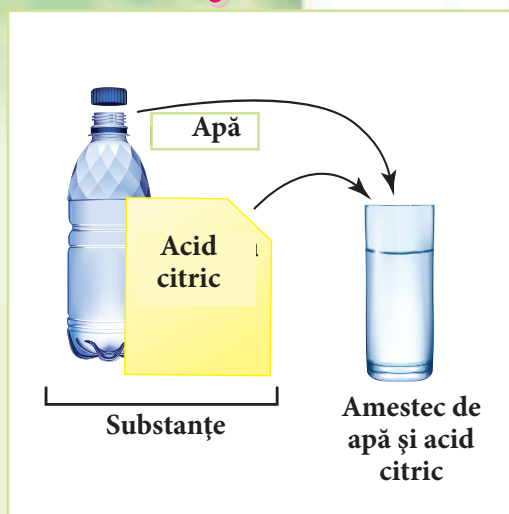 Apă
Acid
citric
Substanţe
Amestec de
apă şi acid
citric